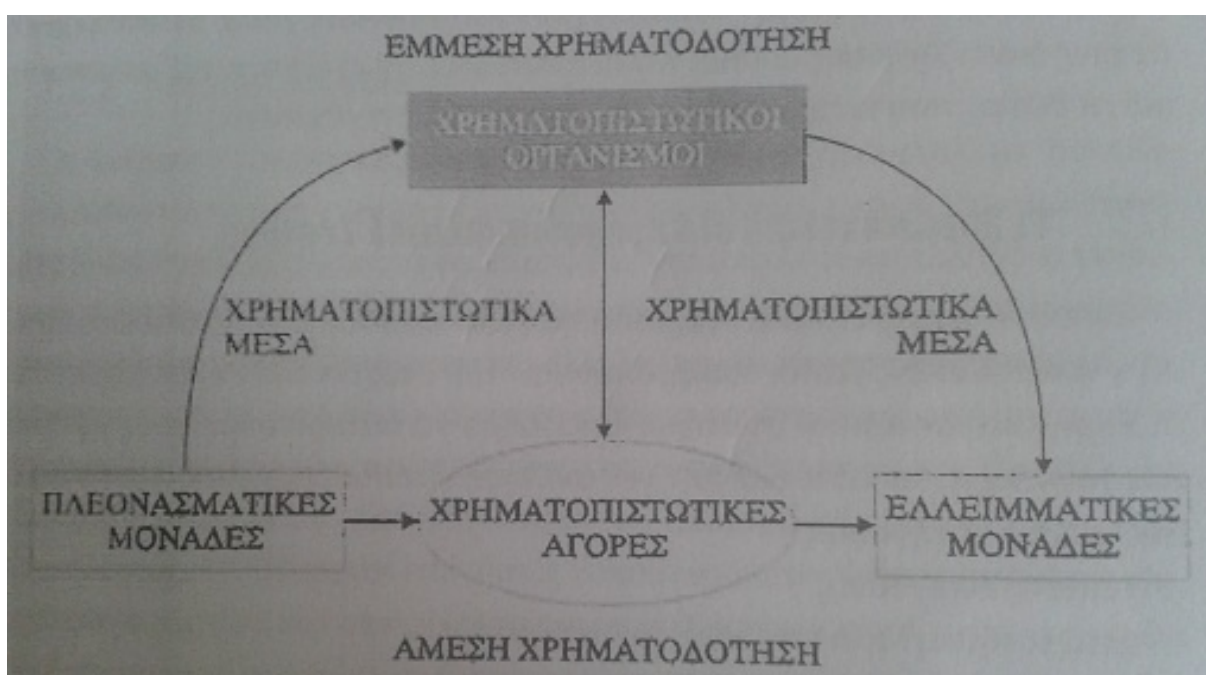 ΕΜΜΕΣΗ ΧΡΗΜΑΤΟΔΟΤΗΣΗ
ΧΡΗΜΑΤΟΠΙΣΤΩΤΙΚΟΙ
ΟΡΓΑΝΙΣΜΟΙ
ΧΡΗΜΑΤΟΠΙΣΤΩΤΙΚΑ
ΜΕΣΑ
ΧΡΗΜΑΤΟΠΙΣΤΩΤΙΚΑ
ΜΕΣΑ
ΠΛΕΟΝΑΣΜΑΤΙΚΕΣ
ΜΟΝΑΔΕΣ
ΧΡΗΜΑΤΟΠΙΣΤΩΤΙΚΕΣ
ΑΓΟΡΕΣ
ΕΛΛΕΙΜΜΑΤΙΚΕΣ
ΜΟΝΑΔΕΣ
ΑΜΕΣΗ ΧΡΗΜΑΤΟΔΟΤΗΣΗ